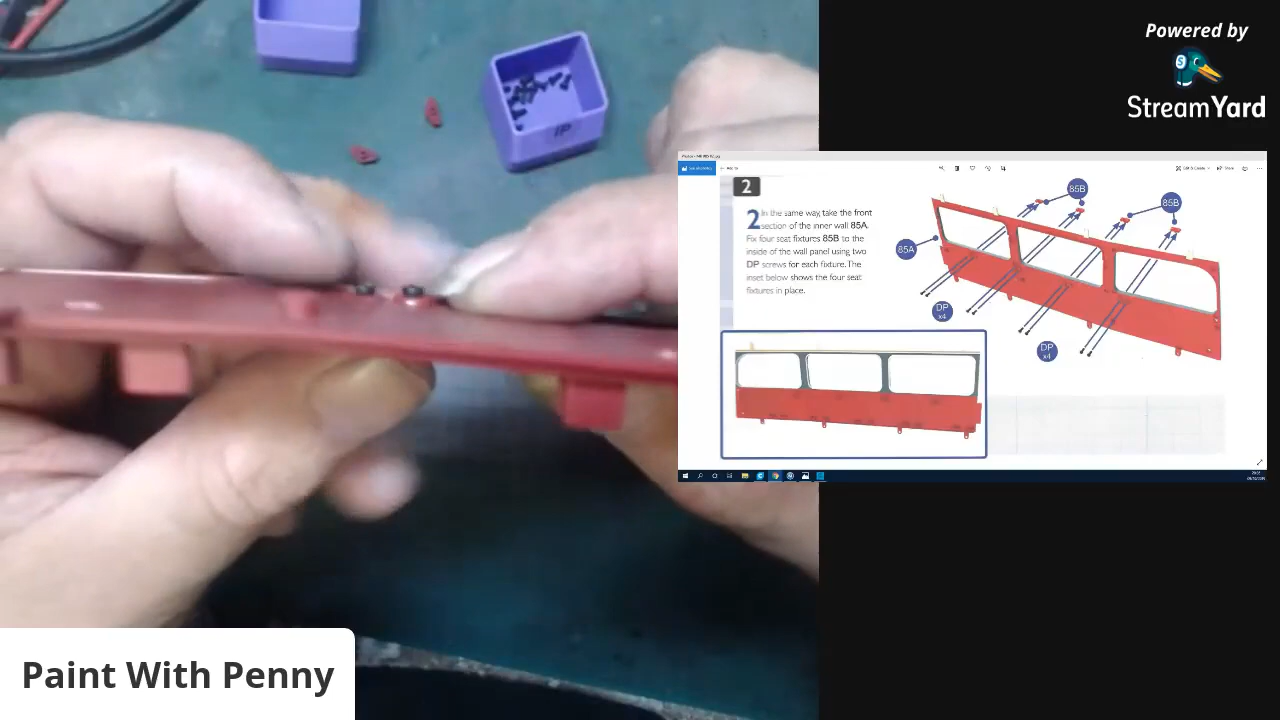 Powered by
StreamYard
2
2 In the same way, take the front
section of the inner wall 85A.
Fix four seat fixtures 85B to the
inside of the wall panel using two
DP screws for each fixture. The
inset below shows the four seat
fixtures in place.
85B
85B
85A
DP
x4
DP
x4
Paint With Penny